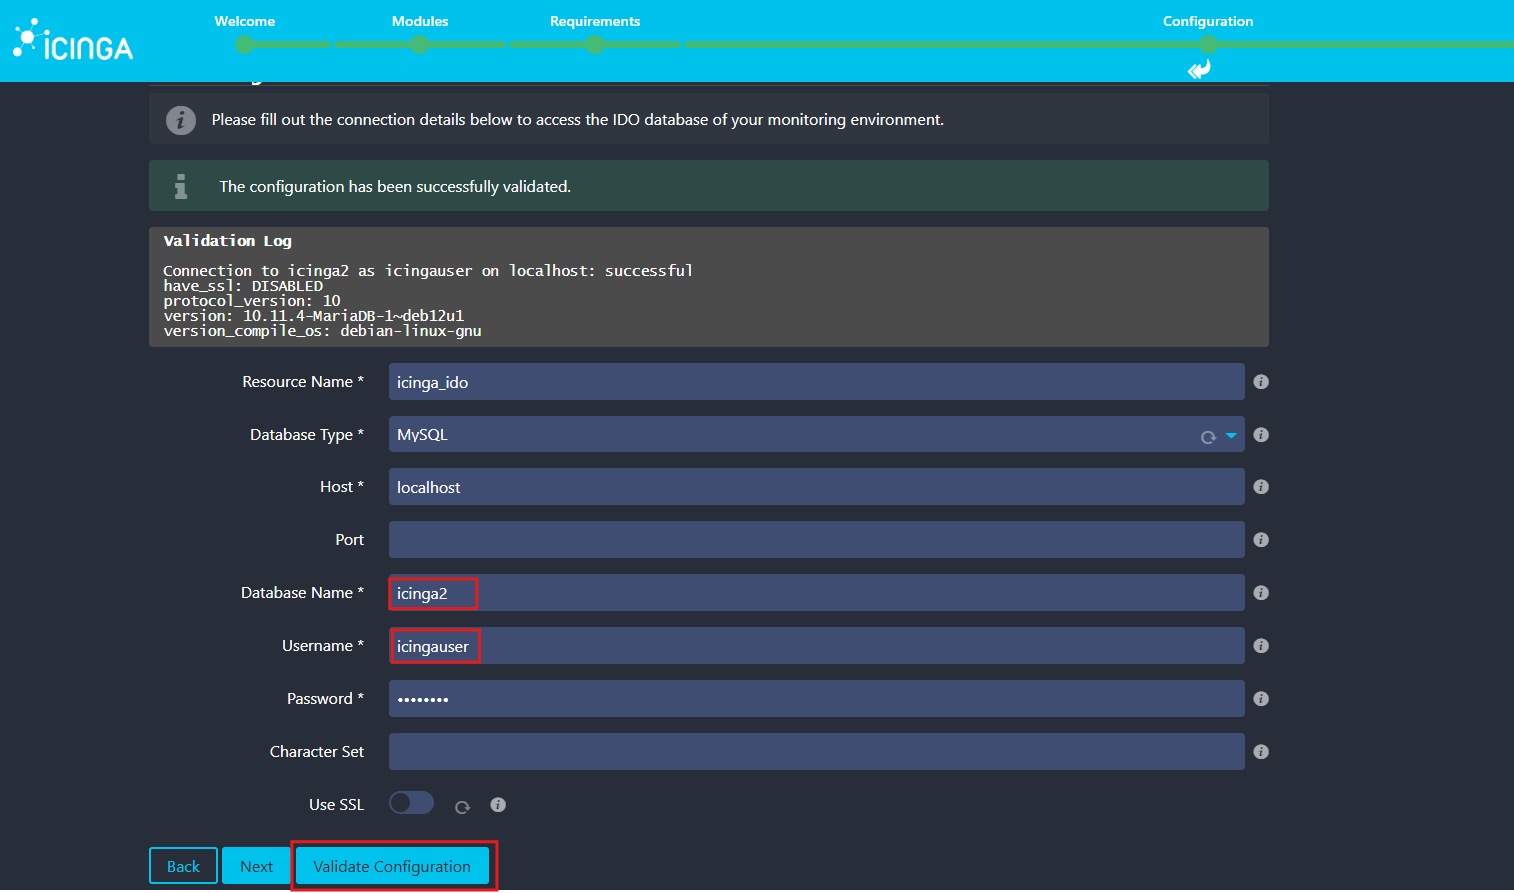 Welcome
Modules
Requirements
Configuration
ICINGA
Please fill out the connection details below to access the IDO database of your monitoring environment.
The configuration has been successfully validated.
Validation Log
Connection to icinga2 as icingauser on localhost: successful
have_ssl: DISABLED
protocol_version: 10
version: 10.11.4-MariaDB-1~deb12u1
version_compile_os: debian-linux-gnu
Resource Name * icinga_ido
Database Type * MySQL
Host * localhost
Port
Database Name * icinga2
Username * icingauser
Password * ••••••••
Character Set
Use SSL
Back Next Validate Configuration